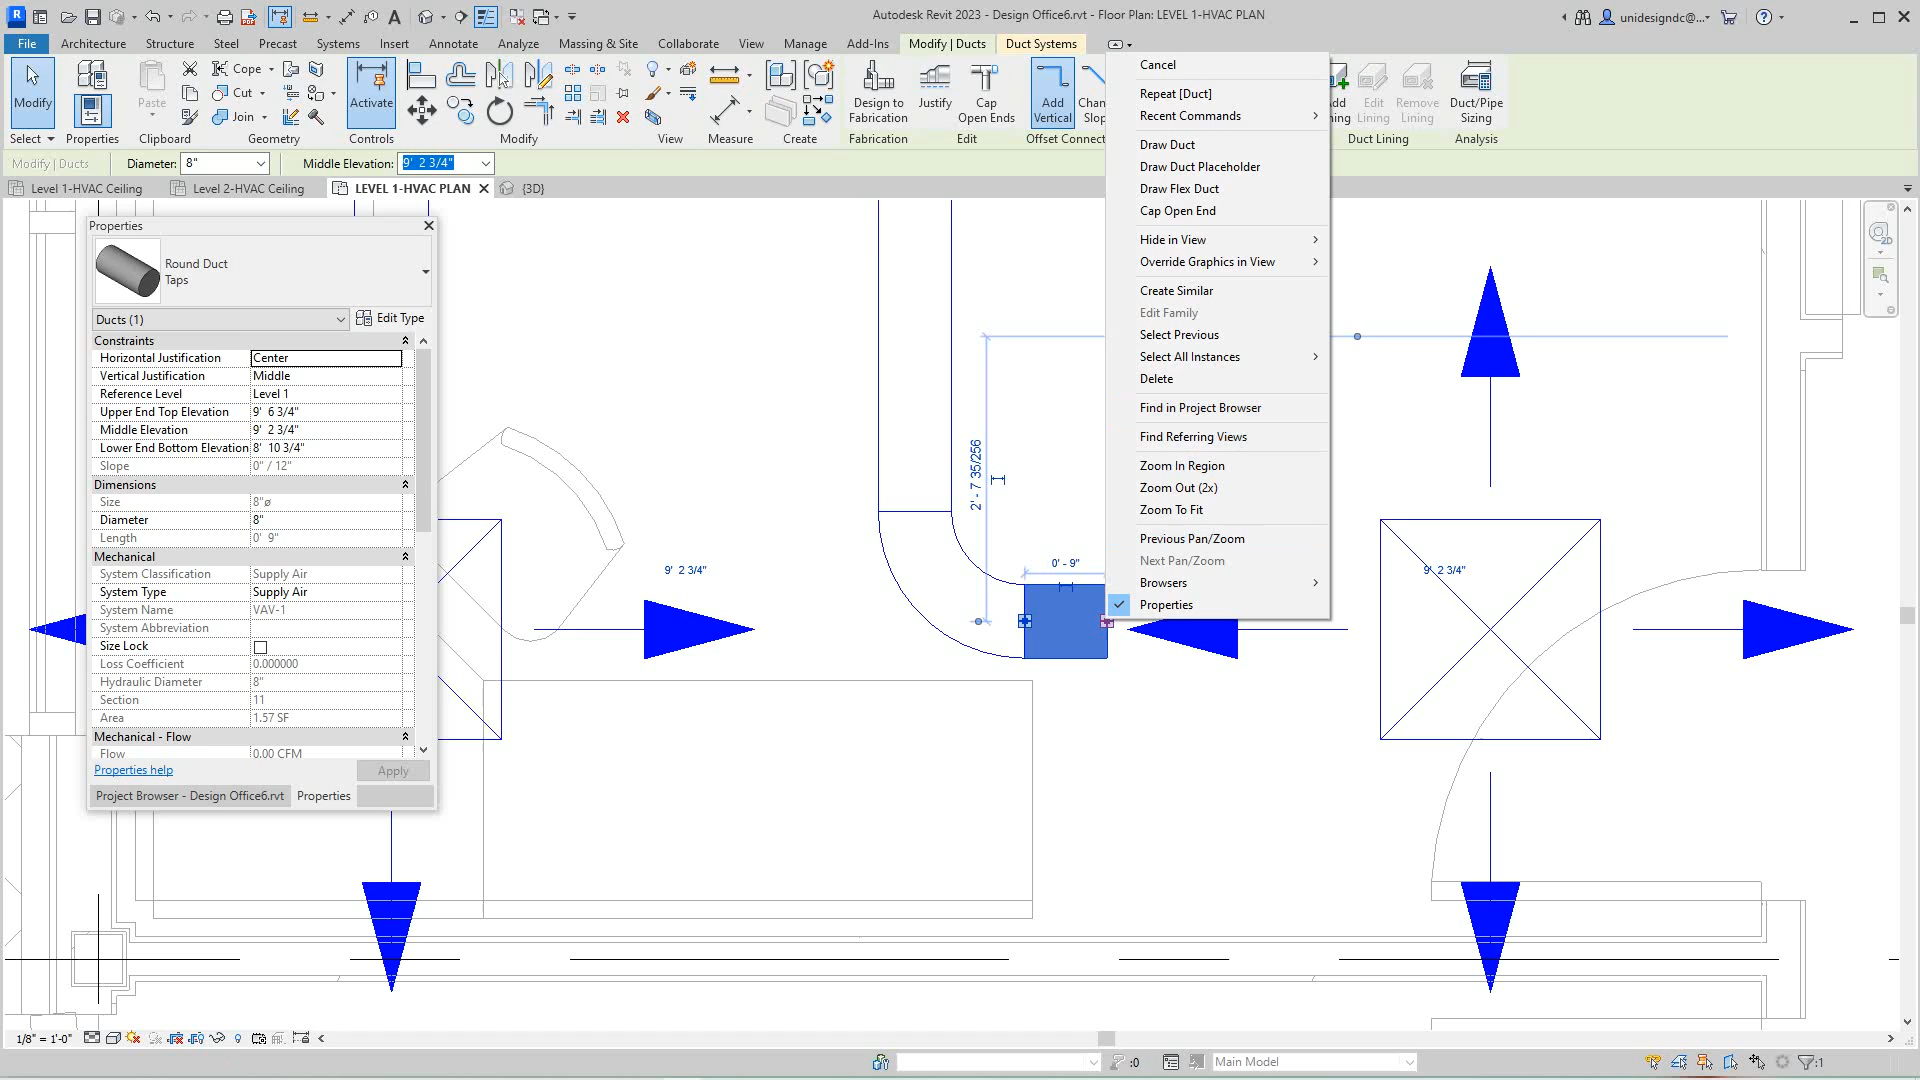 Autodesk Revit 2023 - Design Office6.rvt - Floor Plan: LEVEL 1-HVAC PLAN
unidesigndc@...
File Architecture Structure Steel Precast Systems Insert Annotate Analyze Massing & Site Collaborate View Manage Add-Ins Modify | Ducts Duct Systems
Modify
Paste
Cope
Cut
Join
Activate
Design to
Fabrication
Justify
Cap
Open Ends
Add
Vertical
Edit
Lining
Remove
Lining
Duct/Pipe
Sizing
Select Properties Clipboard Geometry Controls Modify View Measure Create Fabrication Edit Duct Lining Analysis
Modify | Ducts
Diameter: 8"
Middle Elevation: 9' 2 3/4"
Level 1-HVAC Ceiling
Level 2-HVAC Ceiling
LEVEL 1-HVAC PLAN
{3D}
Properties
Round Duct
Taps
Ducts (1)
Edit Type
Constraints
Horizontal Justification Center
Vertical Justification Middle
Reference Level Level 1
Upper End Top Elevation 9' 6 3/4"
Middle Elevation 9' 2 3/4"
Lower End Bottom Elevation 8' 10 3/4"
Slope 0" / 12"
Dimensions
Size 8"ø
Diameter 8"
Length 0' 9"
Mechanical
System Classification Supply Air
System Type Supply Air
System Name VAV-1
System Abbreviation
Size Lock
Loss Coefficient 0.000000
Hydraulic Diameter 8"
Section 11
Area 1.57 SF
Mechanical - Flow
Flow 0.00 CFM
Properties help
Apply
Project Browser - Design Office6.rvt
Properties
9' 2 3/4"
2' - 7 35/256
0' - 9"
9' 2 3/4"
Cancel
Repeat [Duct]
Recent Commands
Draw Duct
Draw Duct Placeholder
Draw Flex Duct
Cap Open End
Hide in View
Override Graphics in View
Create Similar
Edit Family
Select Previous
Select All Instances
Delete
Find in Project Browser
Find Referring Views
Zoom In Region
Zoom Out (2x)
Zoom To Fit
Previous Pan/Zoom
Next Pan/Zoom
Browsers
Properties
1/8" = 1'-0"
:0
Main Model
:1